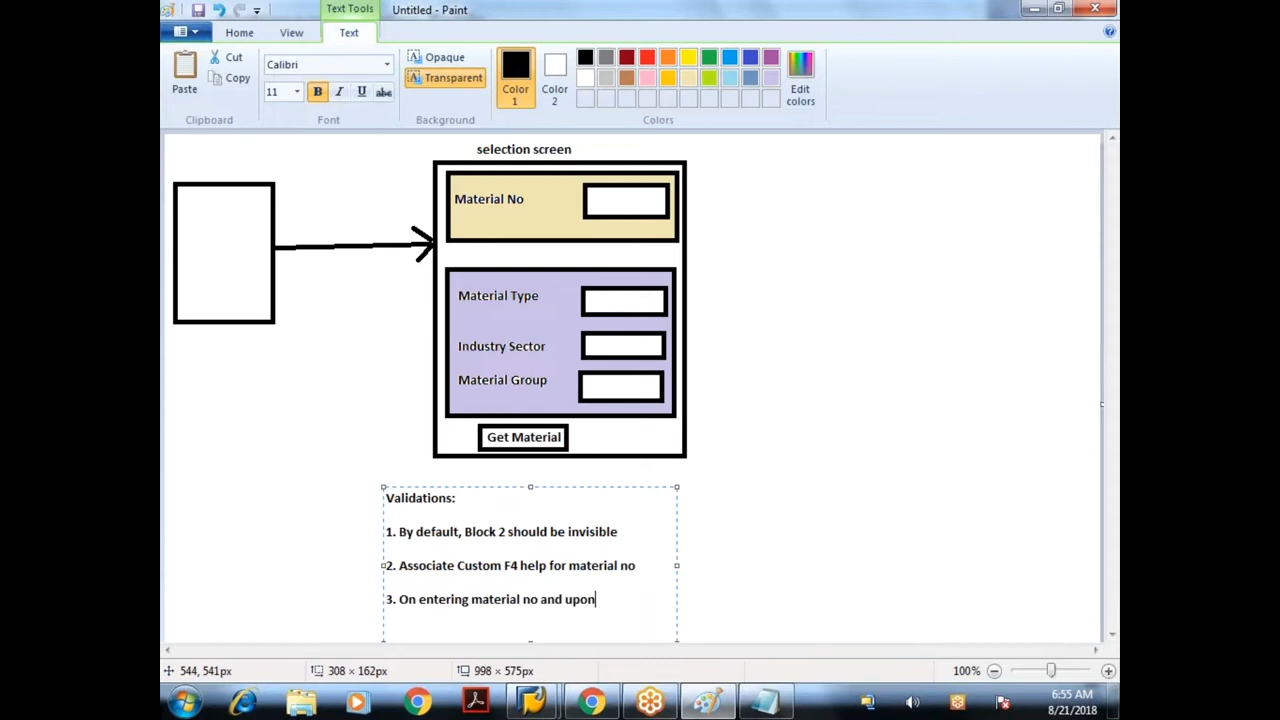 Text Tools
Untitled - Paint
Home
View
Text
Paste
Cut
Copy
Clipboard
Calibri
11
B
I
U
abc
Font
Opaque
Transparent
Background
Color 1
Color 2
Edit colors
Colors
selection screen
Material No
Material Type
Industry Sector
Material Group
Get Material
Validations:
1. By default, Block 2 should be invisible
2. Associate Custom F4 help for material no
3. On entering material no and upon
544, 541px
308 × 162px
998 × 575px
100%
6:55 AM
8/21/2018